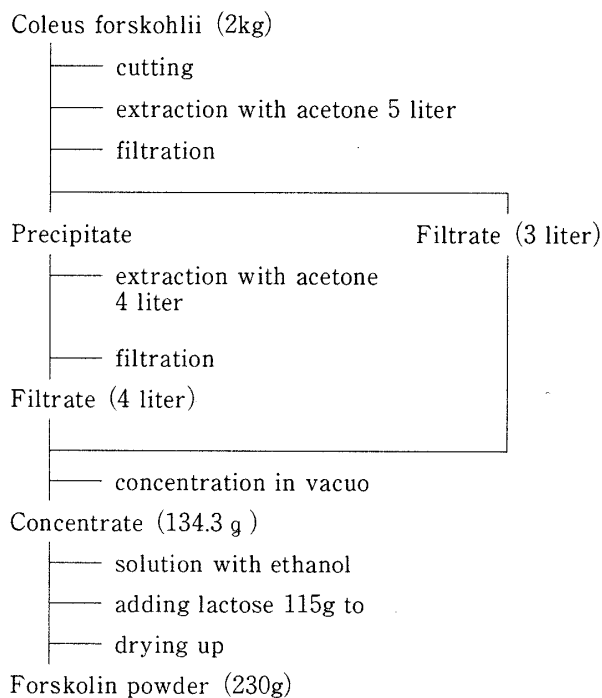 Coleus forskohlii (2kg)
cutting
extraction with acetone 5 liter
filtration
Precipitate
Filtrate (3 liter)
extraction with acetone
4 liter
filtration
Filtrate (4 liter)
concentration in vacuo
Concentrate (134.3 g)
solution with ethanol
adding lactose 115g to
drying up
Forskolin powder (230g)